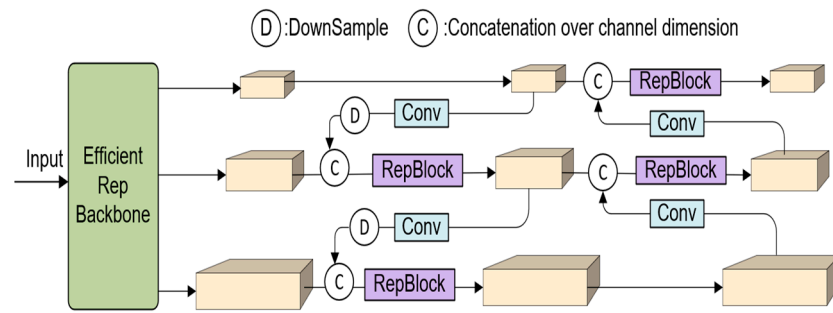 D :DownSample C :Concatenation over channel dimension
C RepBlock
D Conv
Conv
Input
Efficient
Rep
Backbone
C RepBlock C RepBlock
D Conv Conv
C RepBlock